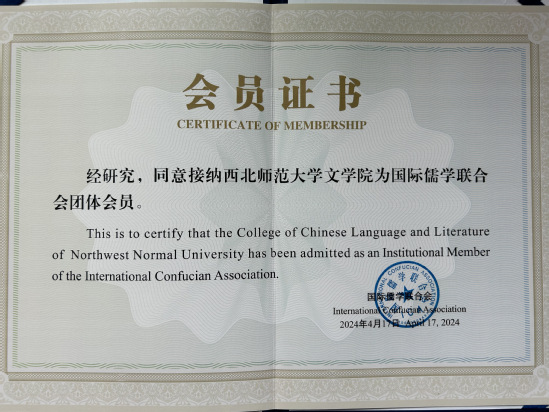 会员证书
CERTIFICATE OF MEMBERSHIP
经研究，同意接纳西北师范大学文学院为国际儒学联合
会团体会员。
This is to certify that the College of Chinese Language and Literature
of Northwest Normal University has been admitted as an Institutional Member
of the International Confucian Association.
国际儒学联合会
International Confucian Association
2024年4月17日 April 17, 2024